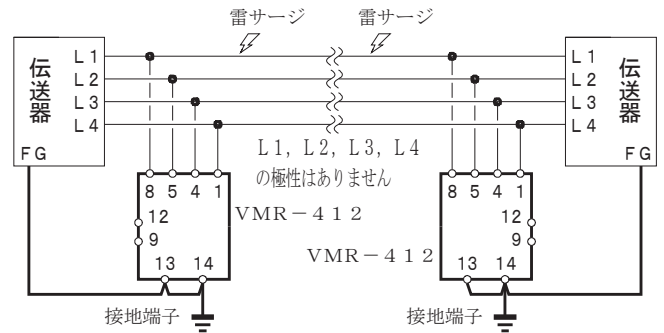 雷サージ 雷サージ
伝送器 L1 L1 伝送器
L2 L2
L3 L3
L4 L4
FG FG
L1, L2, L3, L4
の極性はありません
8 5 4 1 8 5 4 1
12 VMR-412 12
9 VMR-412 9
13 14 13 14
接地端子 接地端子